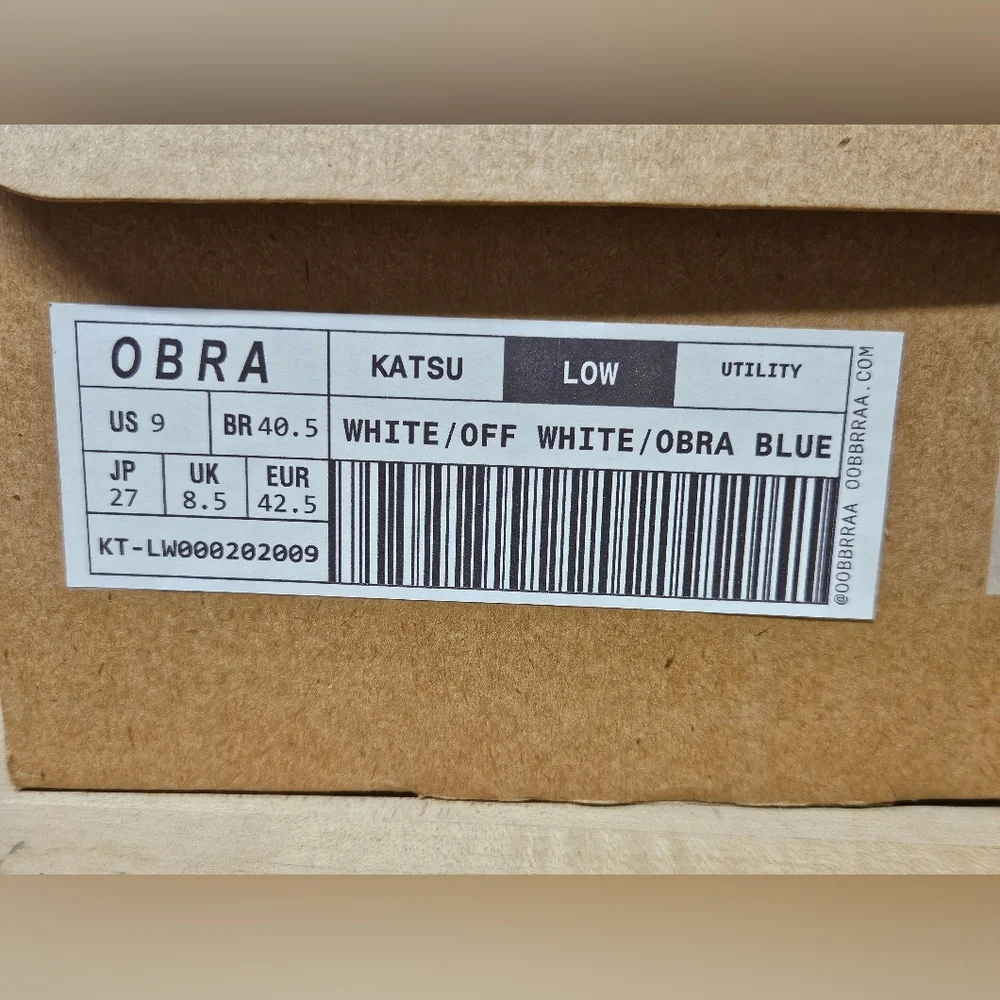 OBRA
KATSU
LOW
UTILITY
US 9
BR 40.5
WHITE/OFF WHITE/OBRA BLUE
JP
27
UK
8.5
EUR
42.5
KT-LW000202009
@OOBBRRAA OOBBRRAA.COM